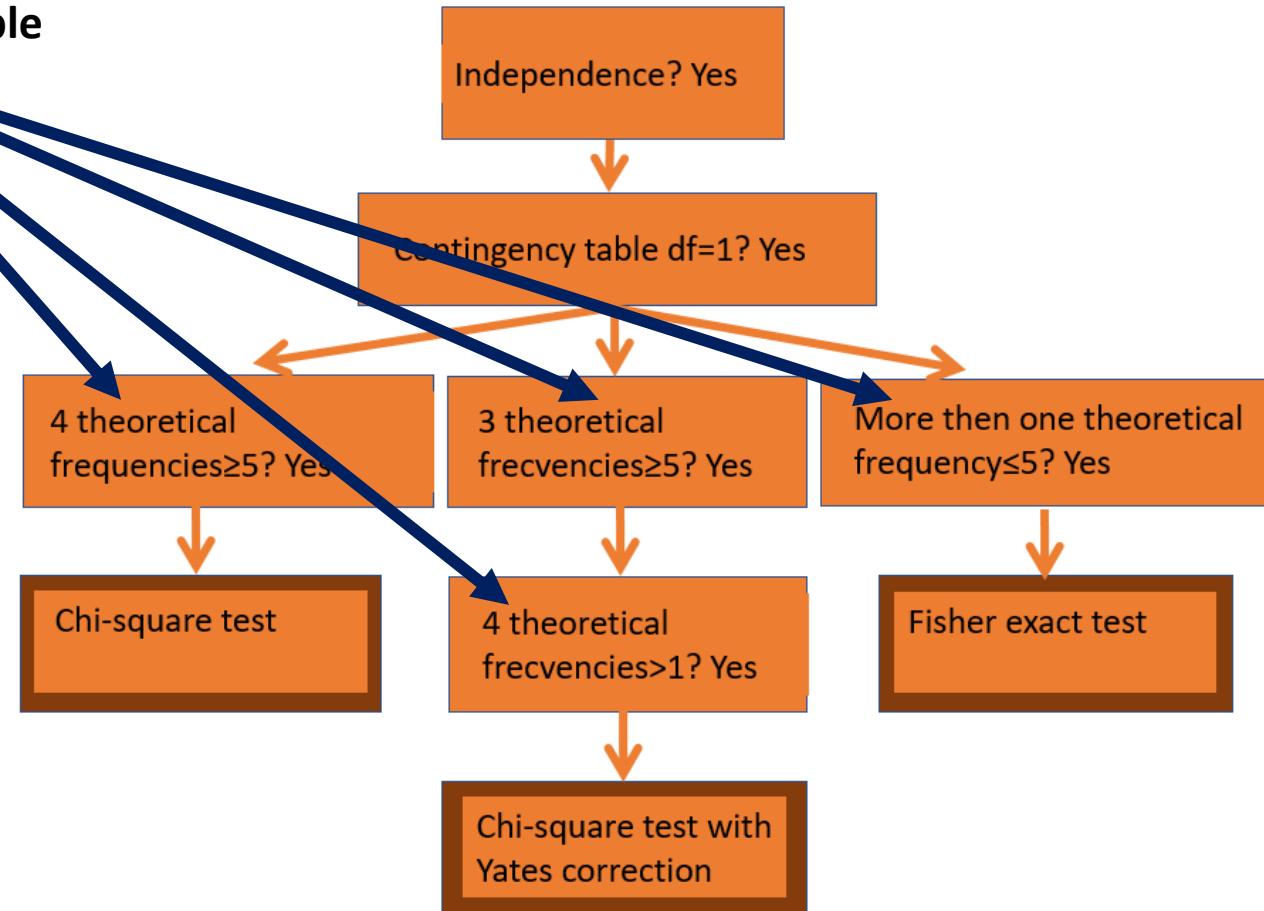 Independence? Yes
Contingency table df=1? Yes
4 theoretical
frequencies≥5? Yes
3 theoretical
frecvencies≥5? Yes
More then one theoretical
frequency≤5? Yes
Chi-square test
4 theoretical
frecvencies>1? Yes
Fisher exact test
Chi-square test with
Yates correction